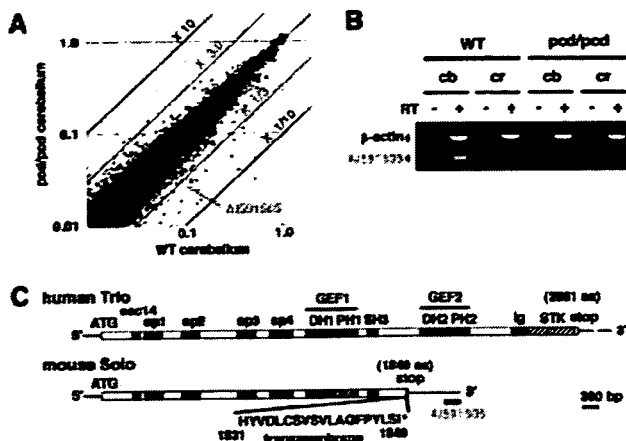 A
X 10
X 3.0
X 1/3
X 1/10
1.0
0.1
0.01
0.1
1.0
pcd/pcd cerebellum
WT cerebellum
B
WT pcd/pcd
cb cr cb cr
RT - + - + - + - +
β-actin
C
human Trio
(2861 aa)
GEF1 GEF2
5' ATG sec14 sp1 sp2 sp3 sp4 DH1 PH1 SH3 DH2 PH2 Ig STK stop 3'
mouse Solo
(1849 aa)
5' ATG stop 3'
HYVDLCSVSVLAQFPYLSI*
1831 transmembrane 1849
300 bp